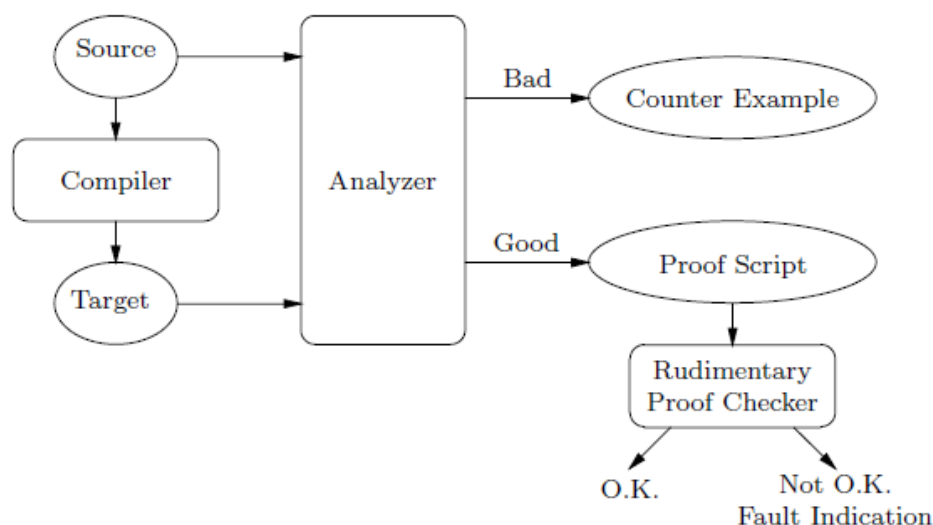 Source
Compiler
Target
Analyzer
Bad
Counter Example
Good
Proof Script
Rudimentary
Proof Checker
O.K.
Not O.K.
Fault Indication